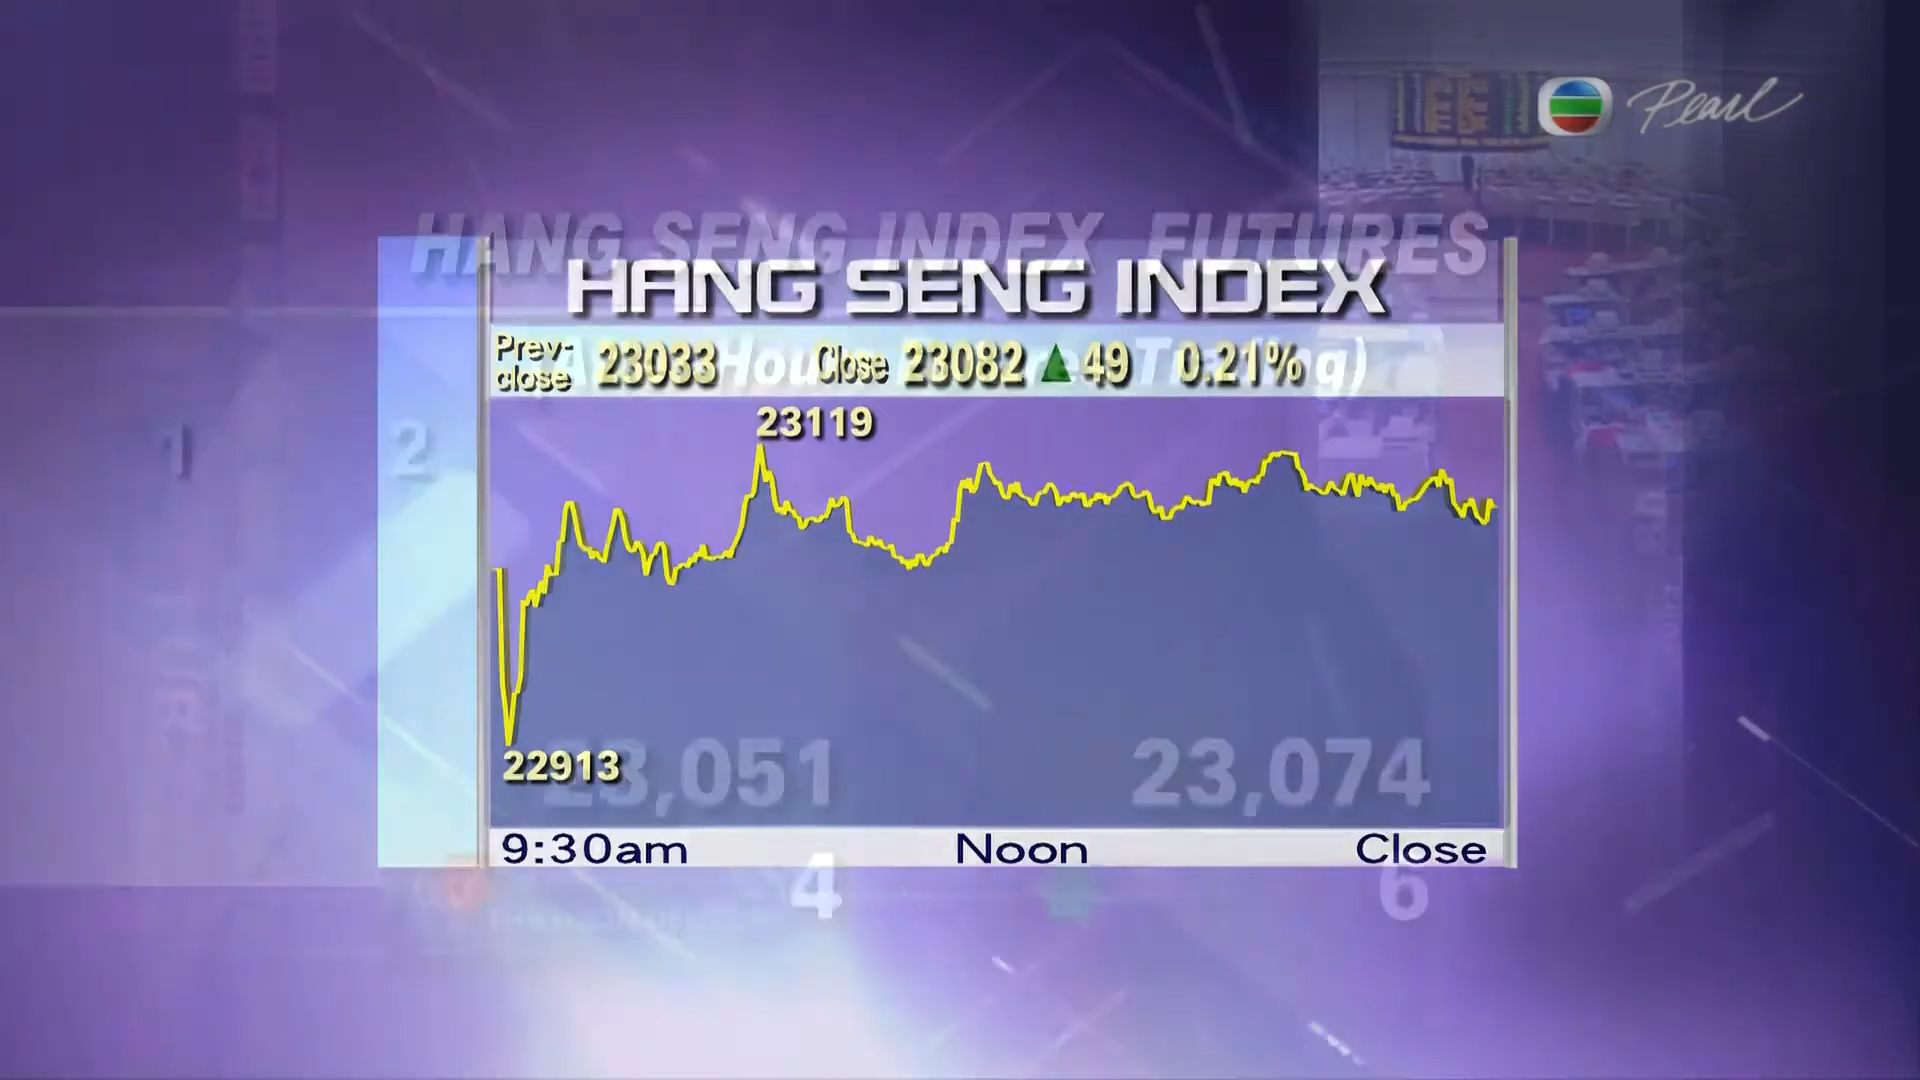 Pearl
HANG SENG INDEX FUTURES
HANG SENG INDEX
Prev-close 23033 Close 23082 ▲ 49 0.21%
23119
1 2
22913
23,051 23,074
9:30am Noon Close
4 6